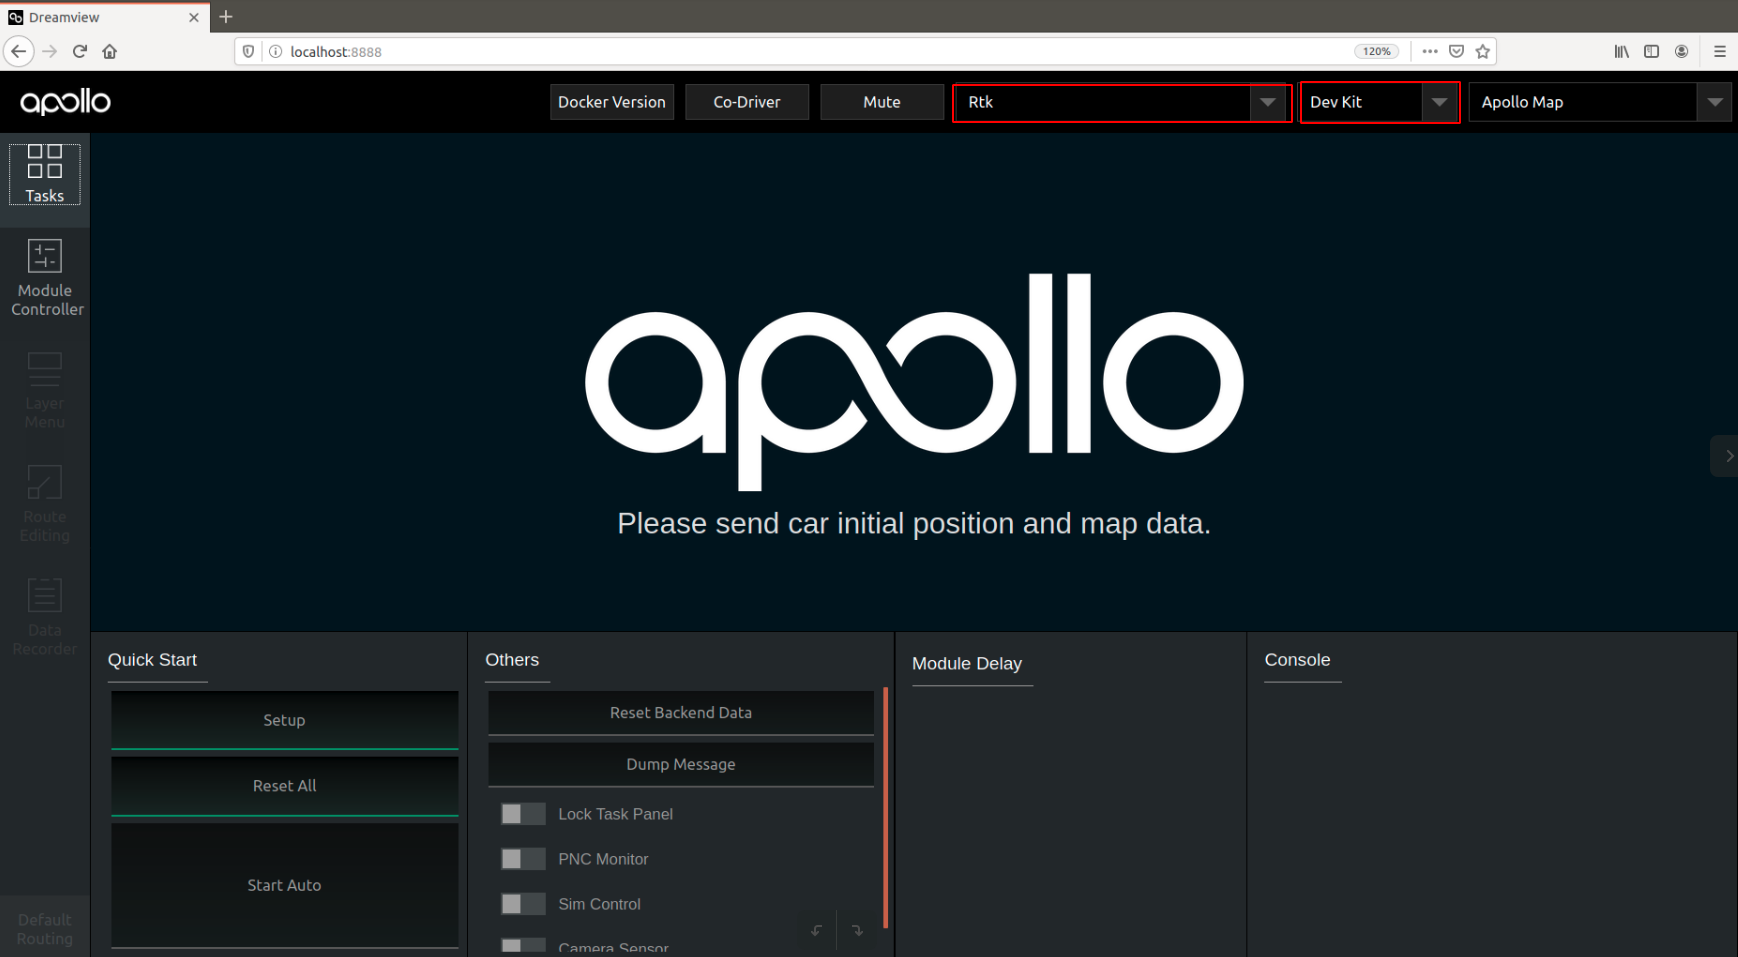 Dreamview
localhost:8888
120%
apollo
Docker Version
Co-Driver
Mute
Rtk
Dev Kit
Apollo Map
Tasks
Module
Controller
Layer
Menu
Route
Editing
Data
Recorder
Default
Routing
apollo
Please send car initial position and map data.
Quick Start
Setup
Reset All
Start Auto
Others
Reset Backend Data
Dump Message
Lock Task Panel
PNC Monitor
Sim Control
Camera Sensor
Module Delay
Console